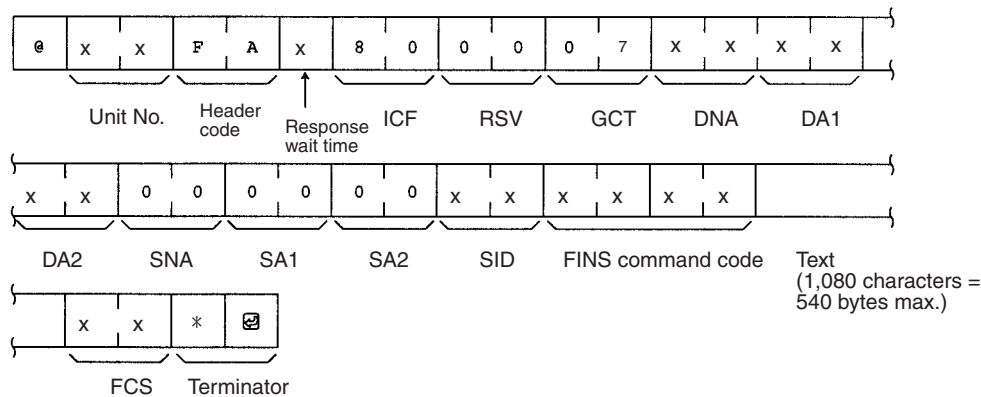 @ x x F A x 8 0 0 0 0 7 x x x x
Unit No. Header code Response wait time ICF RSV GCT DNA DA1
x x 0 0 0 0 0 0 x x x x x x
DA2 SNA SA1 SA2 SID FINS command code Text
(1,080 characters =
540 bytes max.)
x x * ↵
FCS Terminator